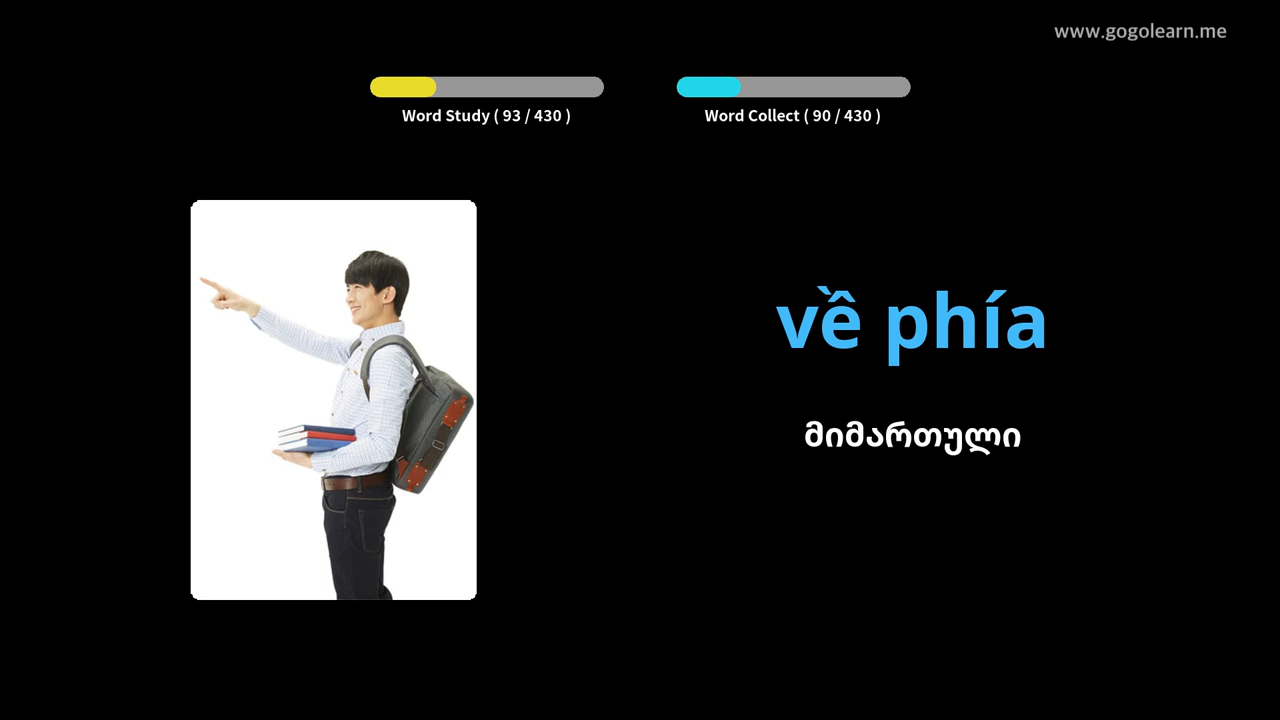 www.gogolearn.me
Word Study ( 93 / 430 )
Word Collect ( 90 / 430 )
về phía
მიმართული